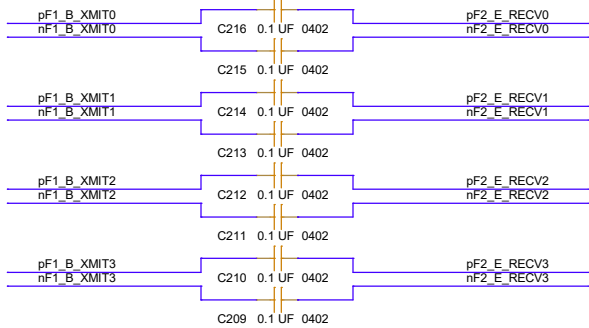 pF1_B_XMIT0 pF2_E_RECV0
nF1_B_XMIT0 C216 0.1 UF 0402 nF2_E_RECV0
C215 0.1 UF 0402
pF1_B_XMIT1 pF2_E_RECV1
nF1_B_XMIT1 C214 0.1 UF 0402 nF2_E_RECV1
C213 0.1 UF 0402
pF1_B_XMIT2 pF2_E_RECV2
nF1_B_XMIT2 C212 0.1 UF 0402 nF2_E_RECV2
C211 0.1 UF 0402
pF1_B_XMIT3 pF2_E_RECV3
nF1_B_XMIT3 C210 0.1 UF 0402 nF2_E_RECV3
C209 0.1 UF 0402